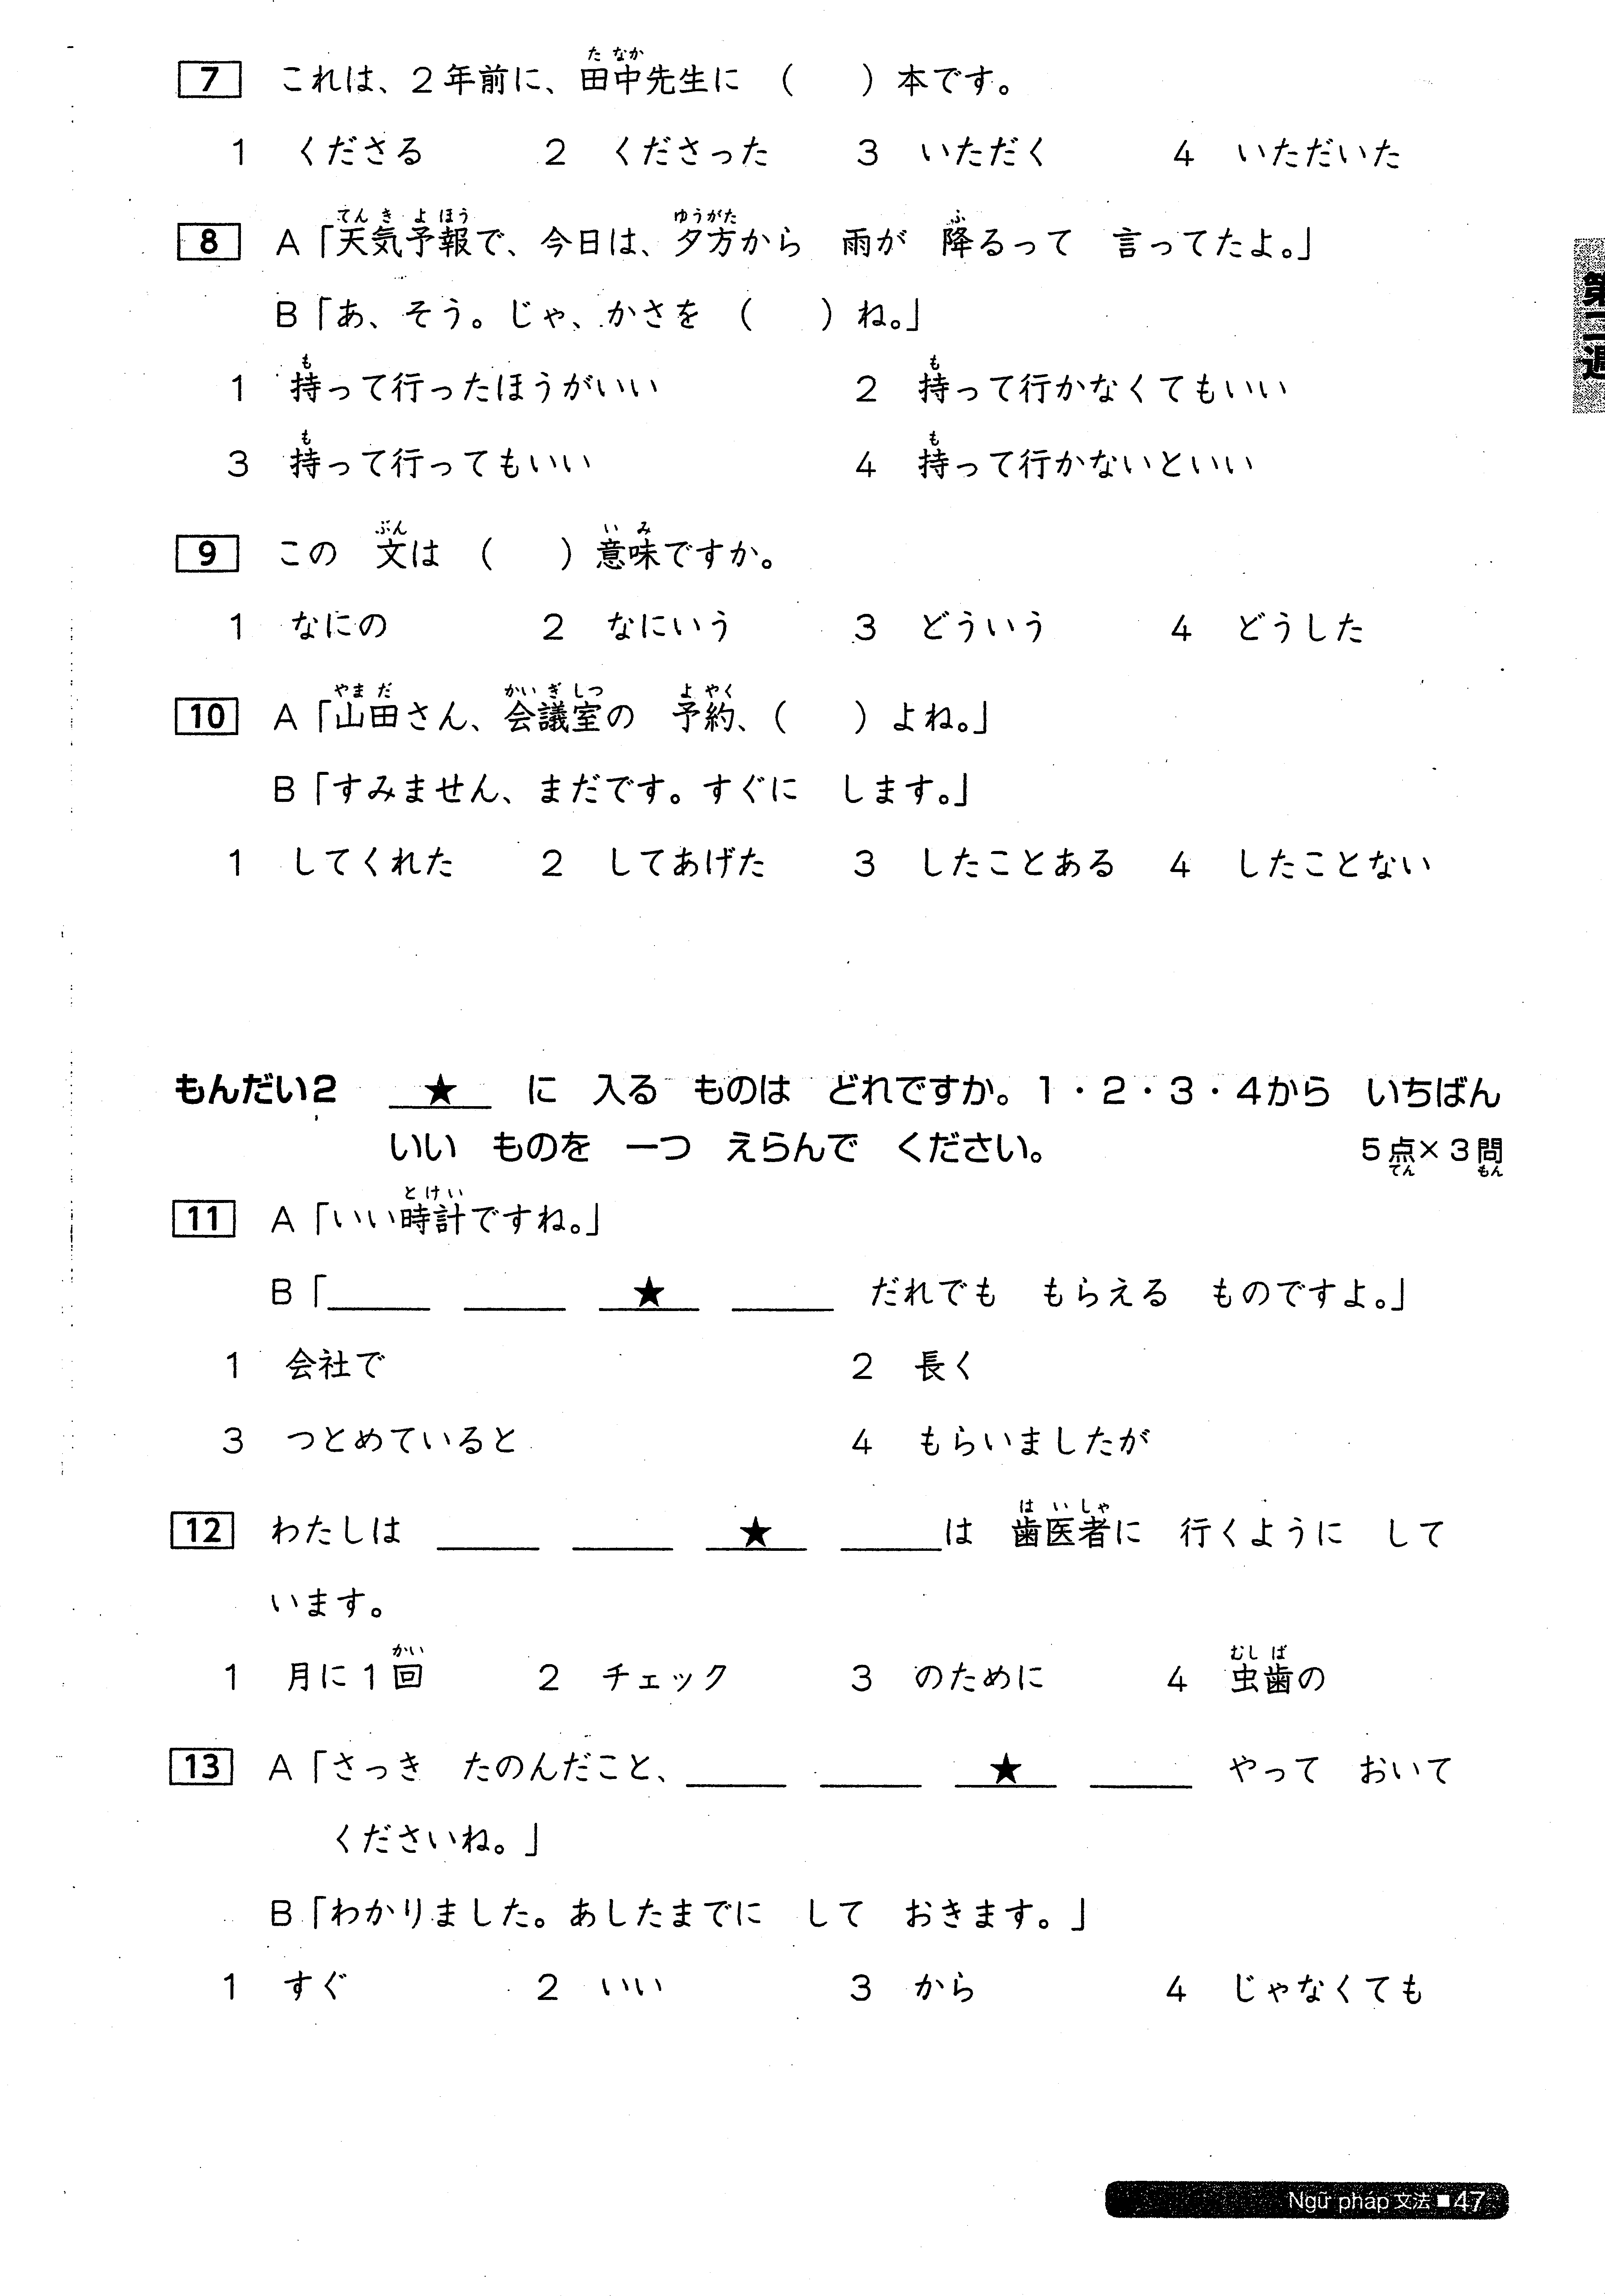 7 これは、2年前に、田中先生に （　　）本です。
1 くださる 2 くださった 3 いただく 4 いただいた
8 A「天気予報で、今日は、夕方から 雨が 降るって 言ってたよ。」
B「あ、そう。じゃ、かさを （　　）ね。」
1 持って行ったほうがいい 2 持って行かなくてもいい
3 持って行ってもいい 4 持って行かないといい
9 この 文は （　　）意味ですか。
1 なにの 2 なにいう 3 どういう 4 どうした
10 A「山田さん、会議室の 予約、（　　）よね。」
B「すみません、まだです。すぐに します。」
1 してくれた 2 してあげた 3 したことある 4 したことない
もんだい2 ★ に 入る ものは どれですか。1・2・3・4から いちばん
いい ものを 一つ えらんで ください。 5点×3問
11 A「いい時計ですね。」
B「____ ____ ★ ____ だれでも もらえる ものですよ。」
1 会社で 2 長く
3 つとめていると 4 もらいましたが
12 わたしは ____ ____ ★ ____は 歯医者に 行くように して
います。
1 月に1回 2 チェック 3 のために 4 虫歯の
13 A「さっき たのんだこと、____ ____ ★ ____ やって おいて
くださいね。」
B「わかりました。あしたまでに して おきます。」
1 すぐ 2 いい 3 から 4 じゃなくても
Ngữ pháp 文法 ■ 47